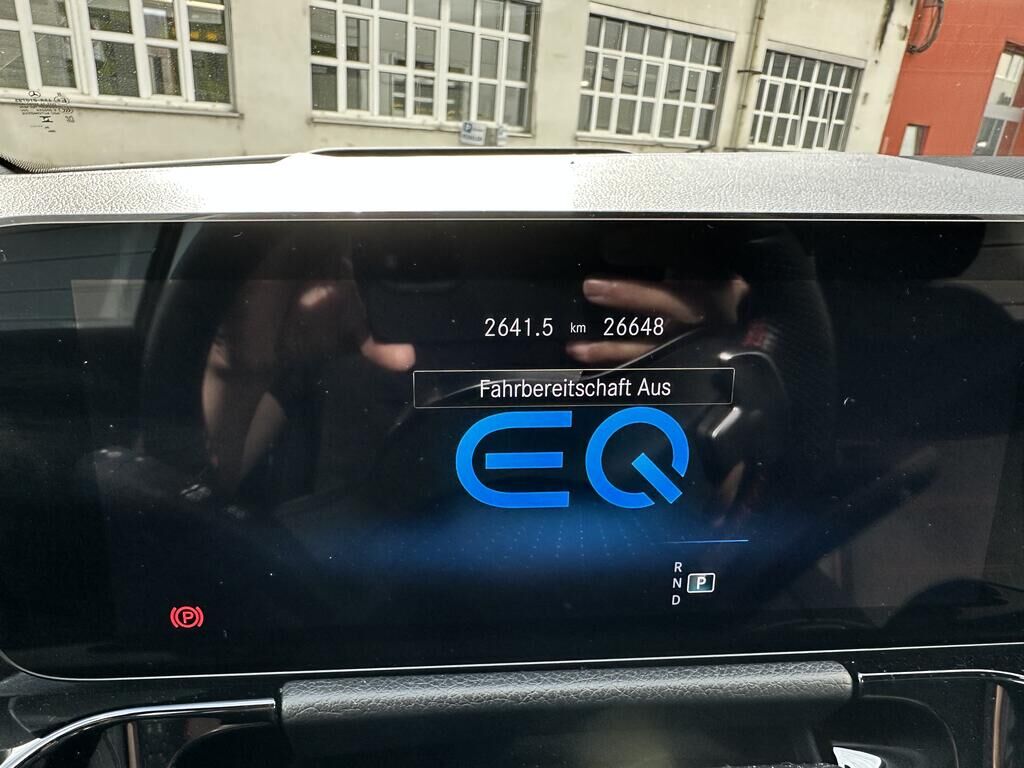 2641.5 km 26648
Fahrbereitschaft Aus
EQ
R
N P
D
P